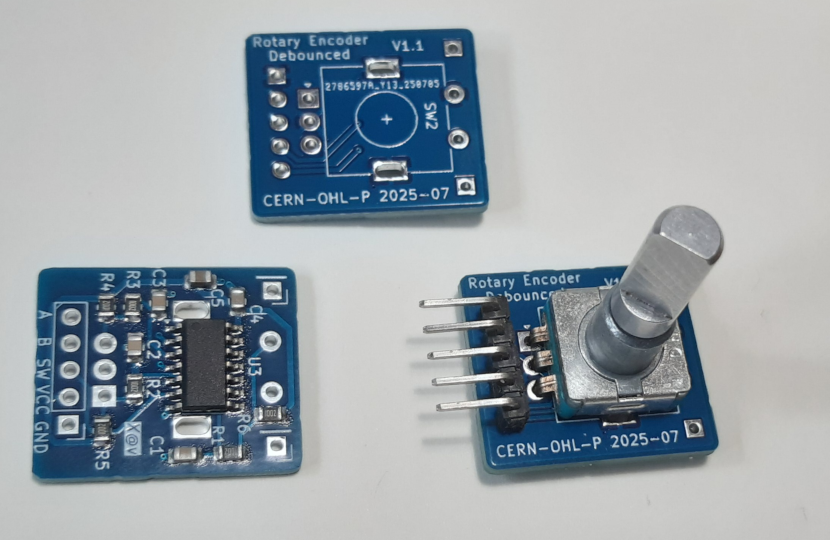 Rotary Encoder V1.1
Debounced
2786597A_Y13_250785
SW2
CERN-OHL-P 2025-07
R4
R3
C3
C5
C4
A
B
SW
VCC
GND
C2
R2
U3
R5
C1
R1
R6
Rotary Encoder
Debounc
CERN-OHL-P 2025-07